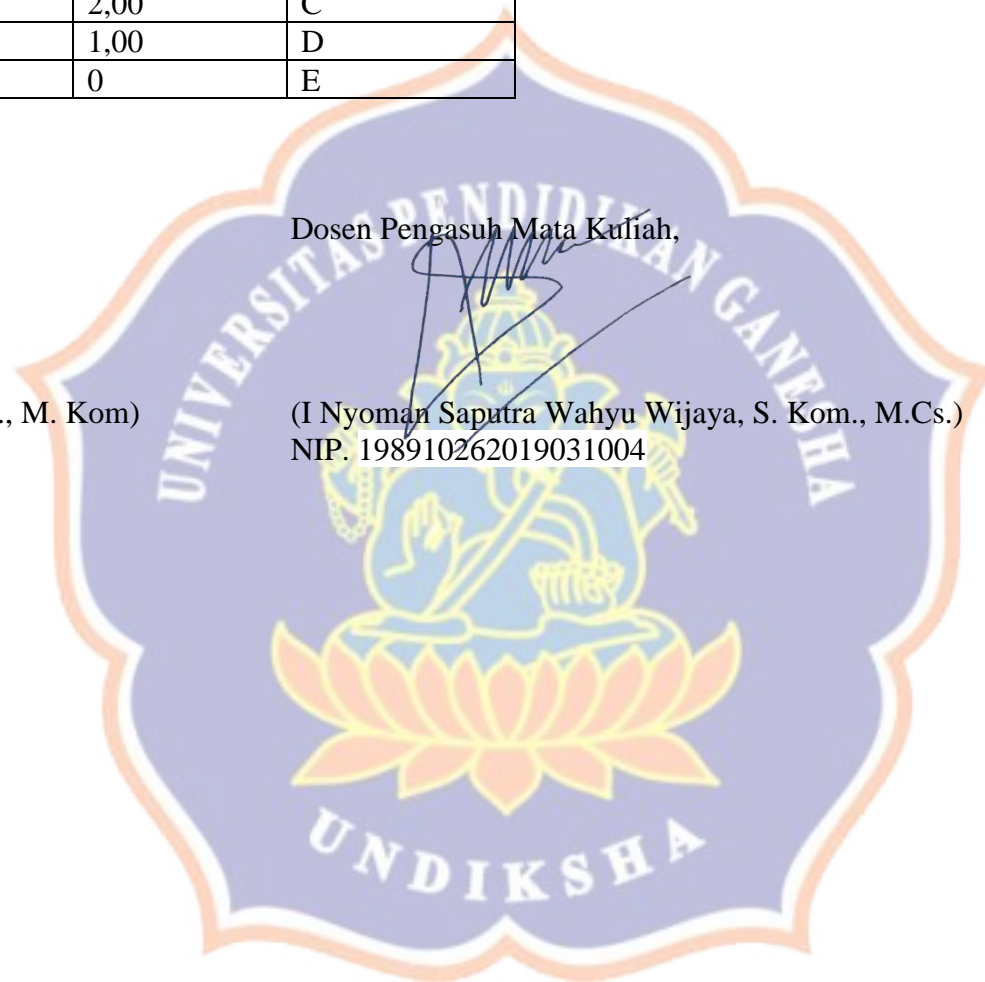 2,00 C
1,00 D
0 E
Dosen Pengasuh Mata Kuliah,
., M. Kom) (I Nyoman Saputra Wahyu Wijaya, S. Kom., M.Cs.)
NIP. 198910262019031004
UNIVERSITAS PENDIDIKAN GANESHA
UNDIKSHA